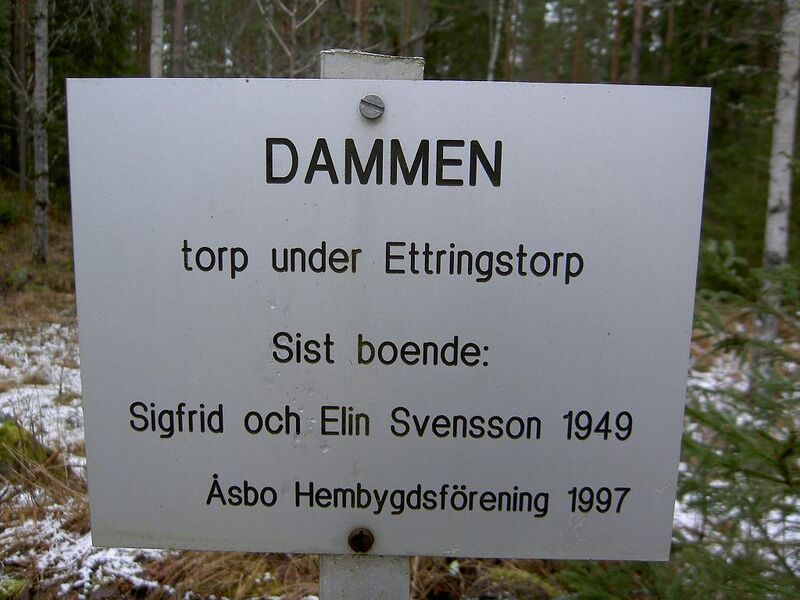 DAMMEN
torp under Ettringstorp
Sist boende:
Sigfrid och Elin Svensson 1949
Åsbo Hembygdsförening 1997